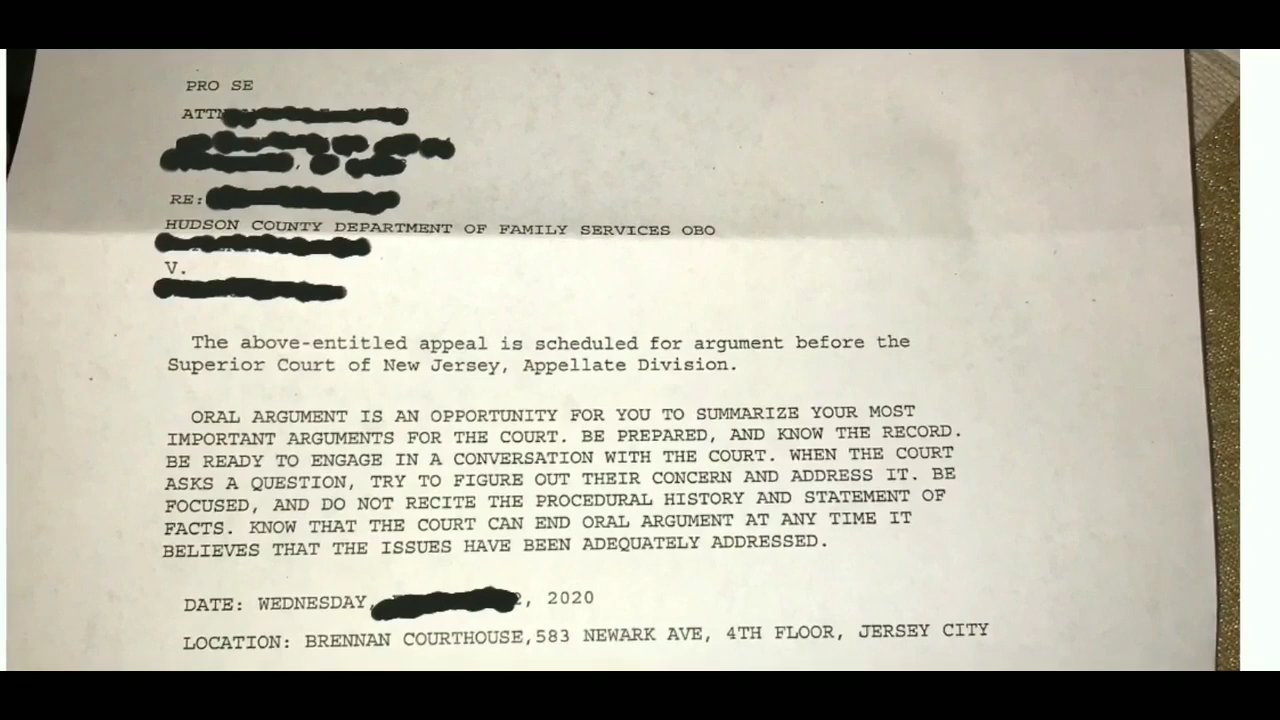 PRO SE
ATTN
RE:
HUDSON COUNTY DEPARTMENT OF FAMILY SERVICES OBO
V.
The above-entitled appeal is scheduled for argument before the
Superior Court of New Jersey, Appellate Division.
ORAL ARGUMENT IS AN OPPORTUNITY FOR YOU TO SUMMARIZE YOUR MOST
IMPORTANT ARGUMENTS FOR THE COURT. BE PREPARED, AND KNOW THE RECORD.
BE READY TO ENGAGE IN A CONVERSATION WITH THE COURT. WHEN THE COURT
ASKS A QUESTION, TRY TO FIGURE OUT THEIR CONCERN AND ADDRESS IT. BE
FOCUSED, AND DO NOT RECITE THE PROCEDURAL HISTORY AND STATEMENT OF
FACTS. KNOW THAT THE COURT CAN END ORAL ARGUMENT AT ANY TIME IT
BELIEVES THAT THE ISSUES HAVE BEEN ADEQUATELY ADDRESSED.
DATE: WEDNESDAY, 2, 2020
LOCATION: BRENNAN COURTHOUSE,583 NEWARK AVE, 4TH FLOOR, JERSEY CITY